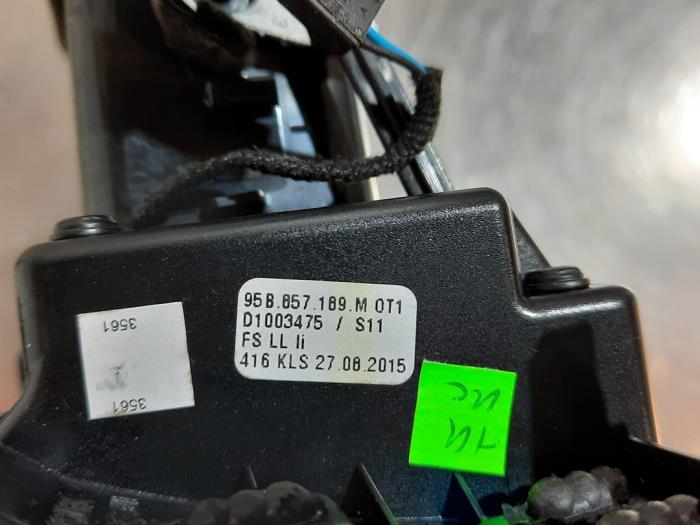 95B.857.189.M 0T1
D1003475 / S11
FS LL li
416 KLS 27.08.2015
3561
3561